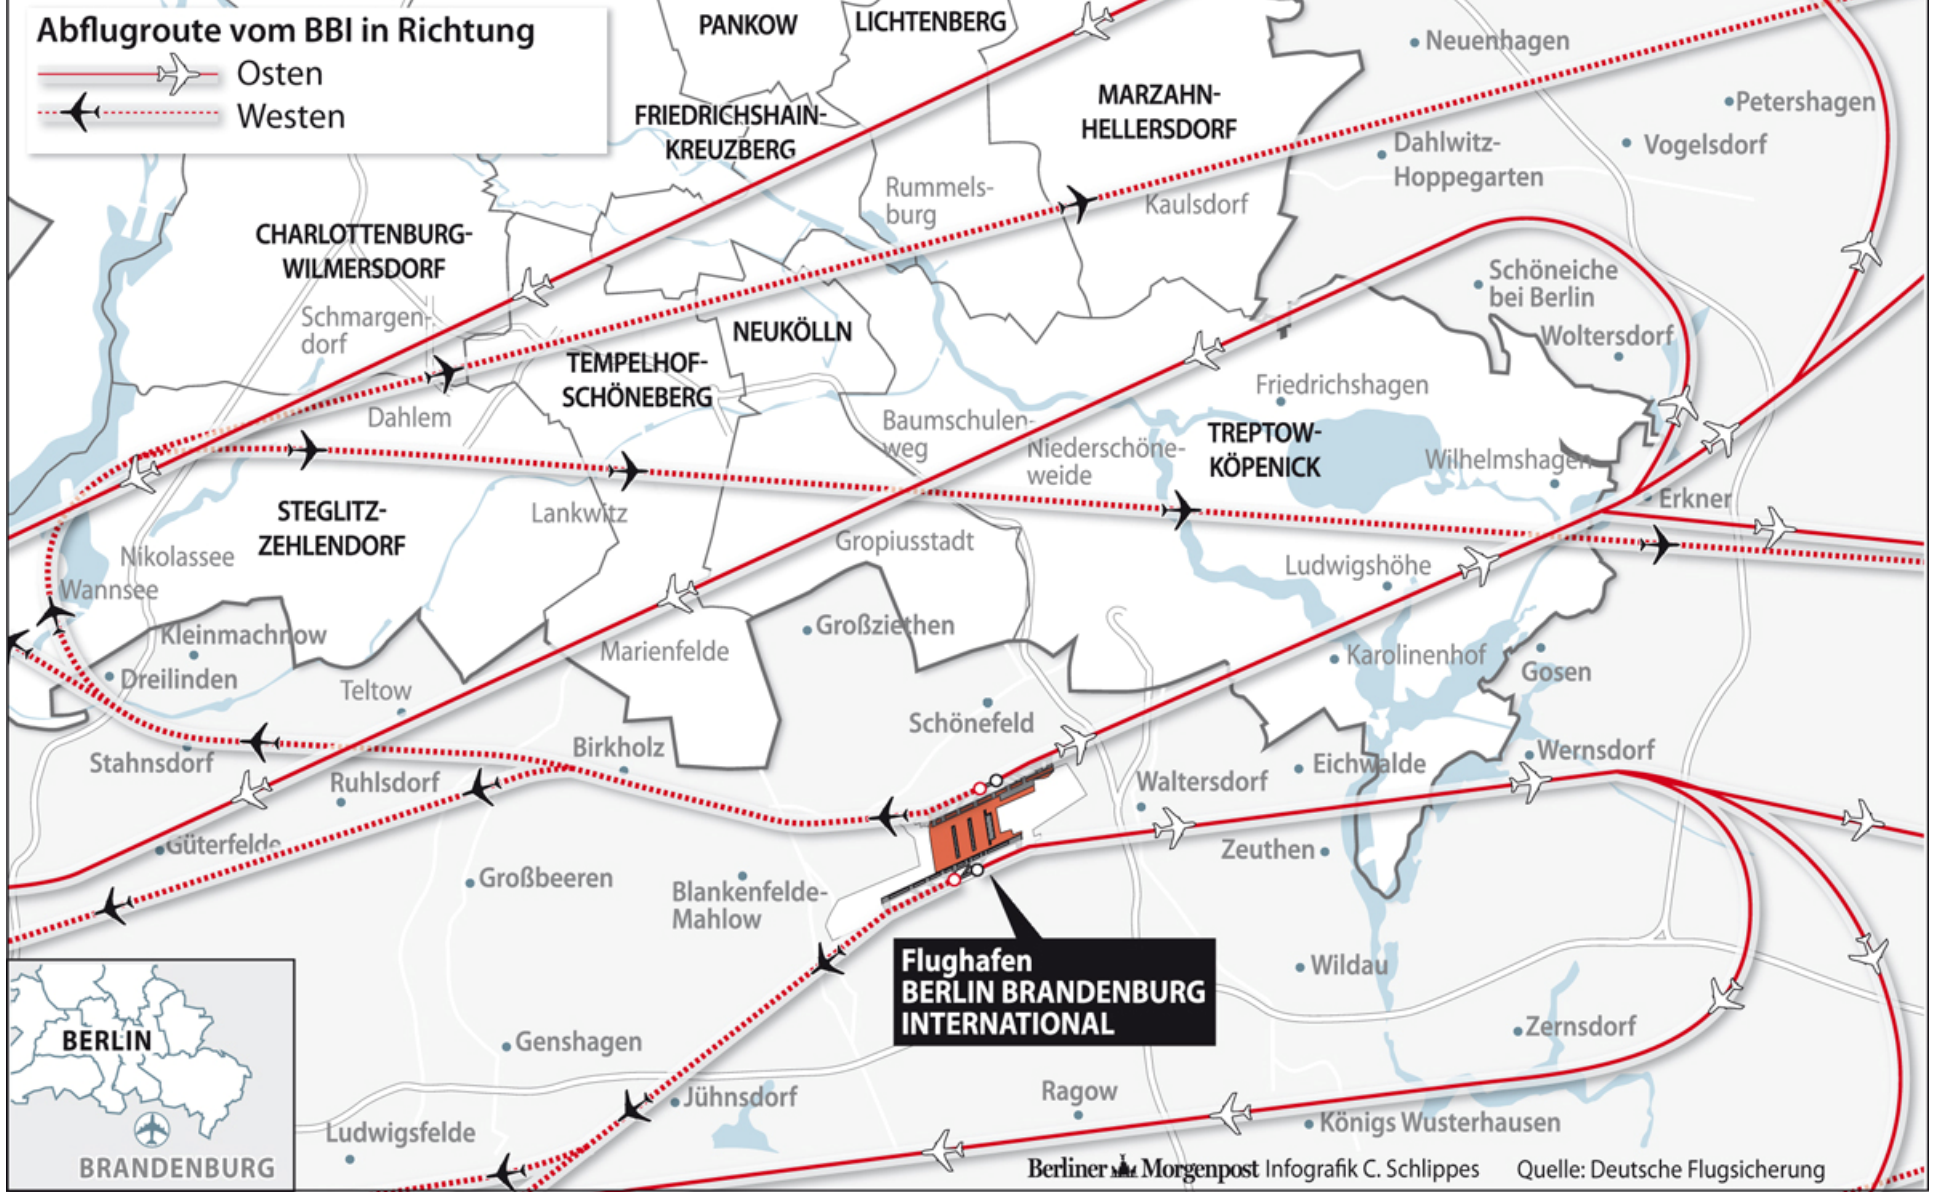 Abflugroute vom BBI in Richtung
Osten
Westen
PANKOW
LICHTENBERG
Neuenhagen
MARZAHN-
HELLERSDORF
Petershagen
FRIEDRICHSHAIN-
KREUZBERG
Dahlwitz-
Hoppegarten
Vogelsdorf
Rummels-
burg
Kaulsdorf
CHARLOTTENBURG-
WILMERSDORF
Schmargen-
dorf
Schöneiche
bei Berlin
NEUKÖLLN
Woltersdorf
TEMPELHOF-
SCHÖNEBERG
Friedrichshagen
Dahlem
Baumschulen-
weg
Niederschöne-
weide
TREPTOW-
KÖPENICK
Wilhelmshagen
Erkner
STEGLITZ-
ZEHLENDORF
Lankwitz
Gropiusstadt
Nikolassee
Wannsee
Ludwigshöhe
Kleinmachnow
Großziethen
Marienfelde
Karolinenhof
Gosen
Dreilinden
Teltow
Schönefeld
Stahnsdorf
Birkholz
Ruhlsdorf
Waltersdorf
Eichwalde
Wernsdorf
Güterfelde
Großbeeren
Blankenfelde-
Mahlow
Zeuthen
Flughafen
BERLIN BRANDENBURG
INTERNATIONAL
Wildau
BERLIN
BRANDENBURG
Genshagen
Zernsdorf
Jühnsdorf
Ragow
Königs Wusterhausen
Ludwigsfelde
Berliner Morgenpost Infografik C. Schlippes Quelle: Deutsche Flugsicherung